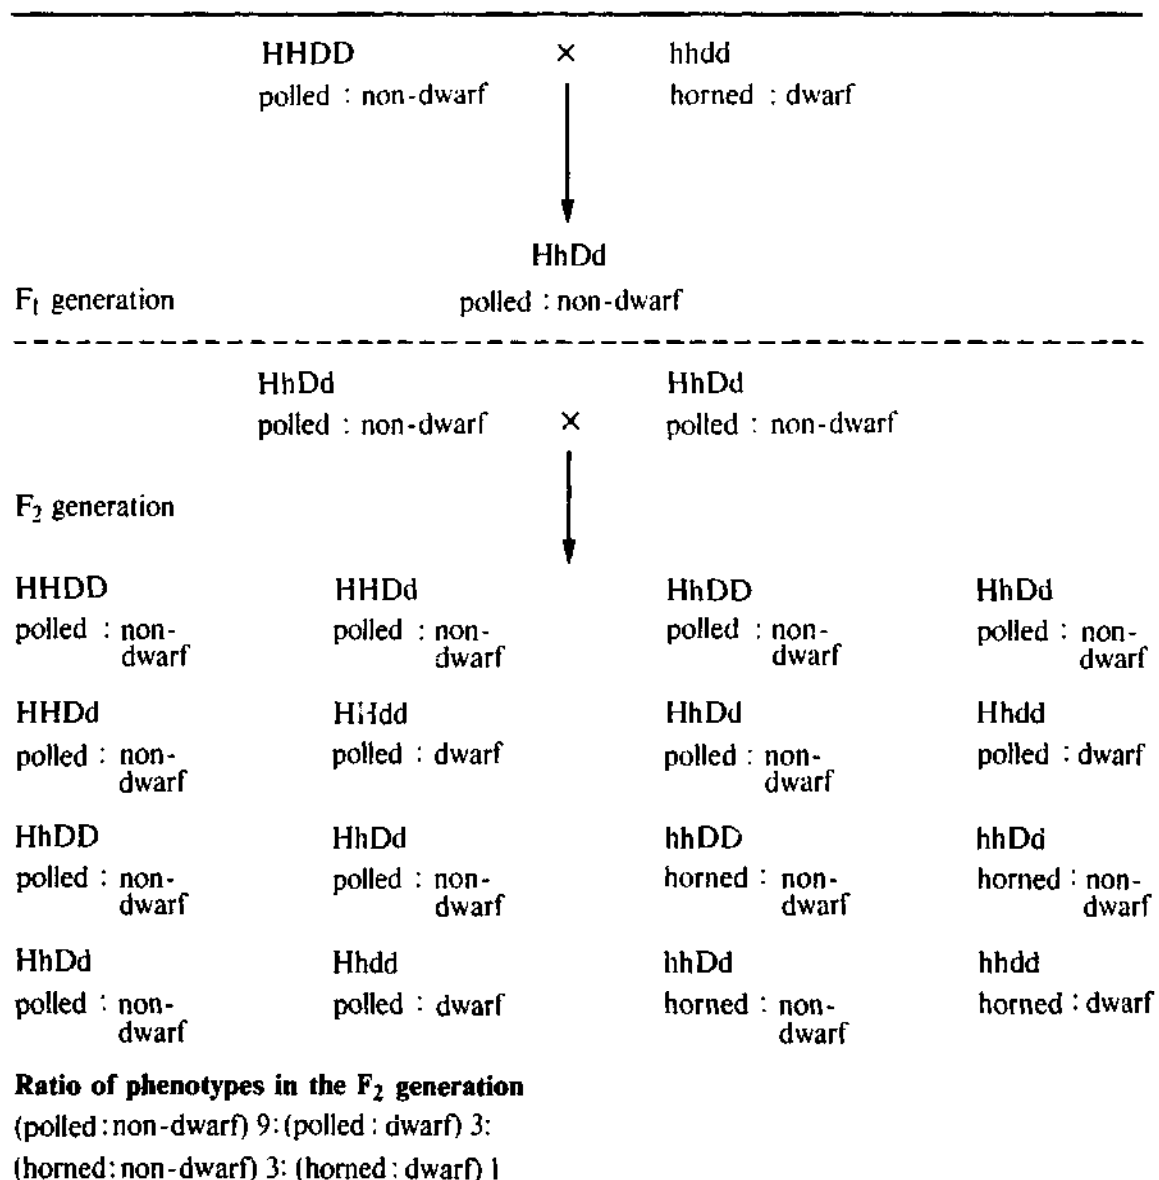 HHDD × hhdd
polled : non-dwarf horned : dwarf
HhDd
F₁ generation polled : non-dwarf
HhDd HhDd
polled : non-dwarf × polled : non-dwarf
F₂ generation
HHDD HHDd HhDD HhDd
polled : non- polled : non- polled : non- polled : non-
dwarf dwarf dwarf dwarf
HHDd HHdd HhDd Hhdd
polled : non- polled : dwarf polled : non- polled : dwarf
dwarf dwarf
HhDD HhDd hhDD hhDd
polled : non- polled : non- horned : non- horned : non-
dwarf dwarf dwarf dwarf
HhDd Hhdd hhDd hhdd
polled : non- polled : dwarf horned : non- horned : dwarf
dwarf dwarf
Ratio of phenotypes in the F₂ generation
(polled : non-dwarf) 9: (polled : dwarf) 3:
(horned: non-dwarf) 3: (horned : dwarf) 1